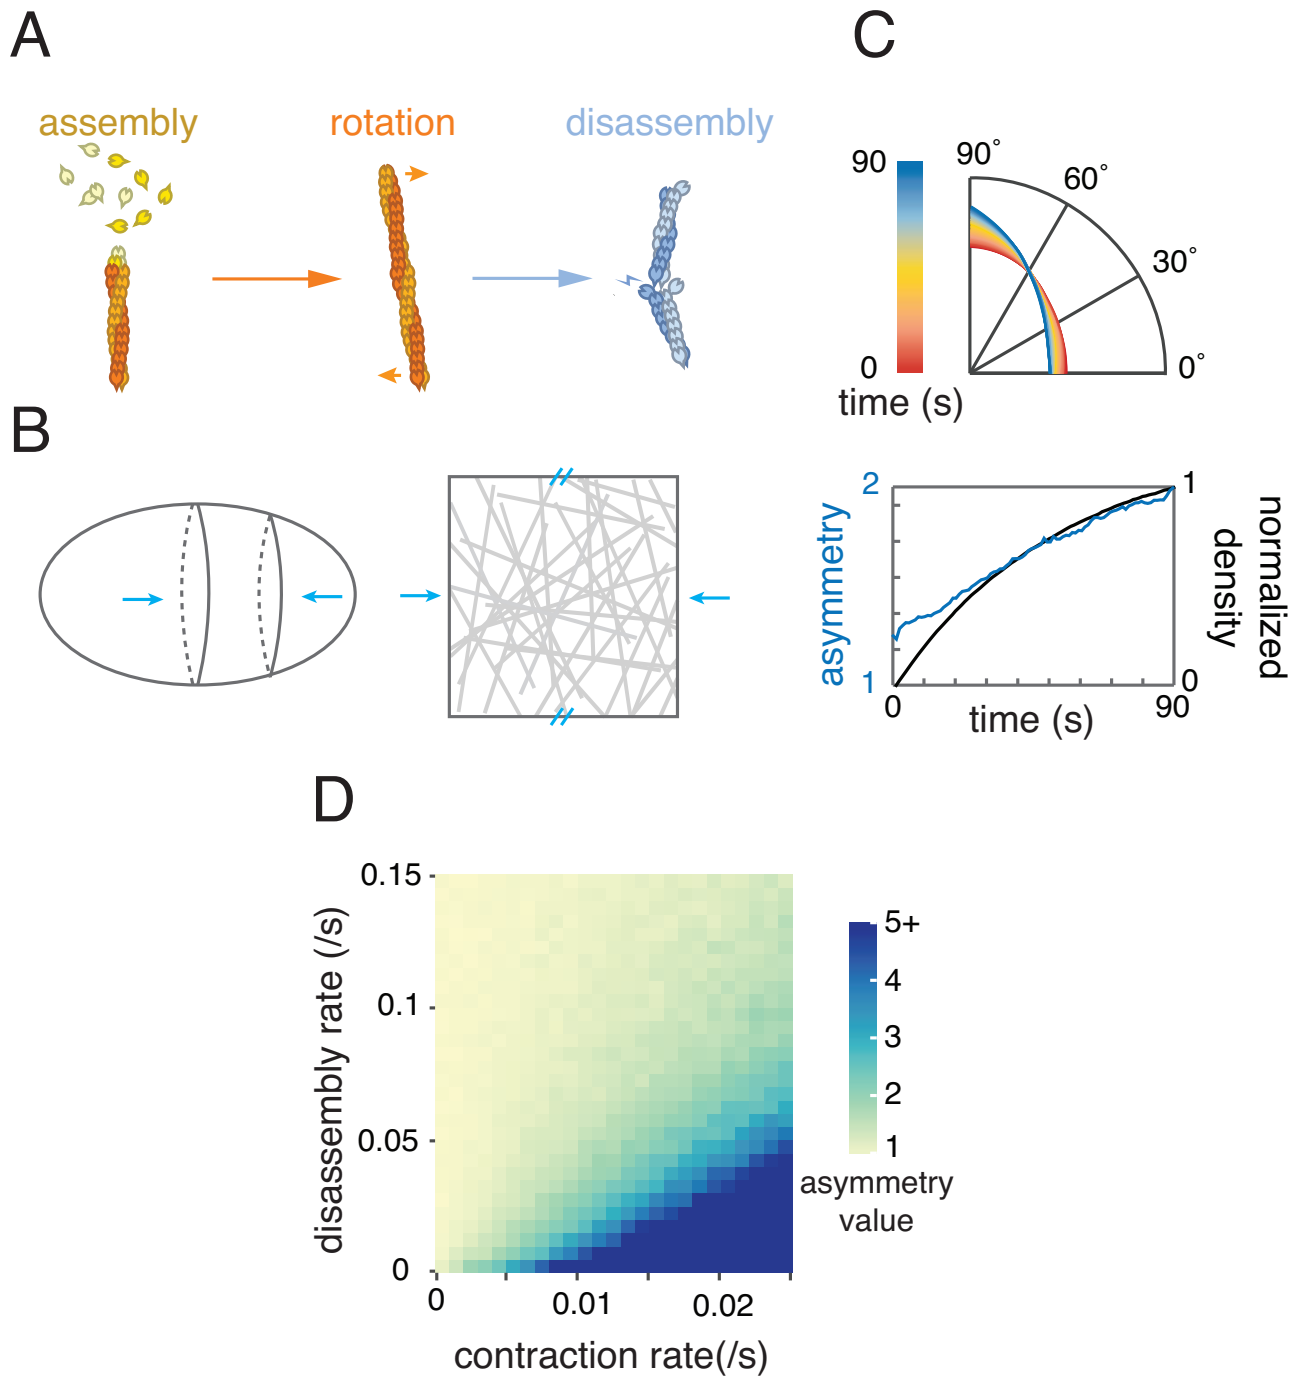 A
assembly
rotation
disassembly
B
C
90
0
time (s)
90°
60°
30°
0°
asymmetry
2
1
1
0
normalized
density
0
90
time (s)
D
disassembly rate (/s)
0.15
0.1
0.05
0
0
0.01
0.02
contraction rate(/s)
5+
4
3
2
1
asymmetry
value